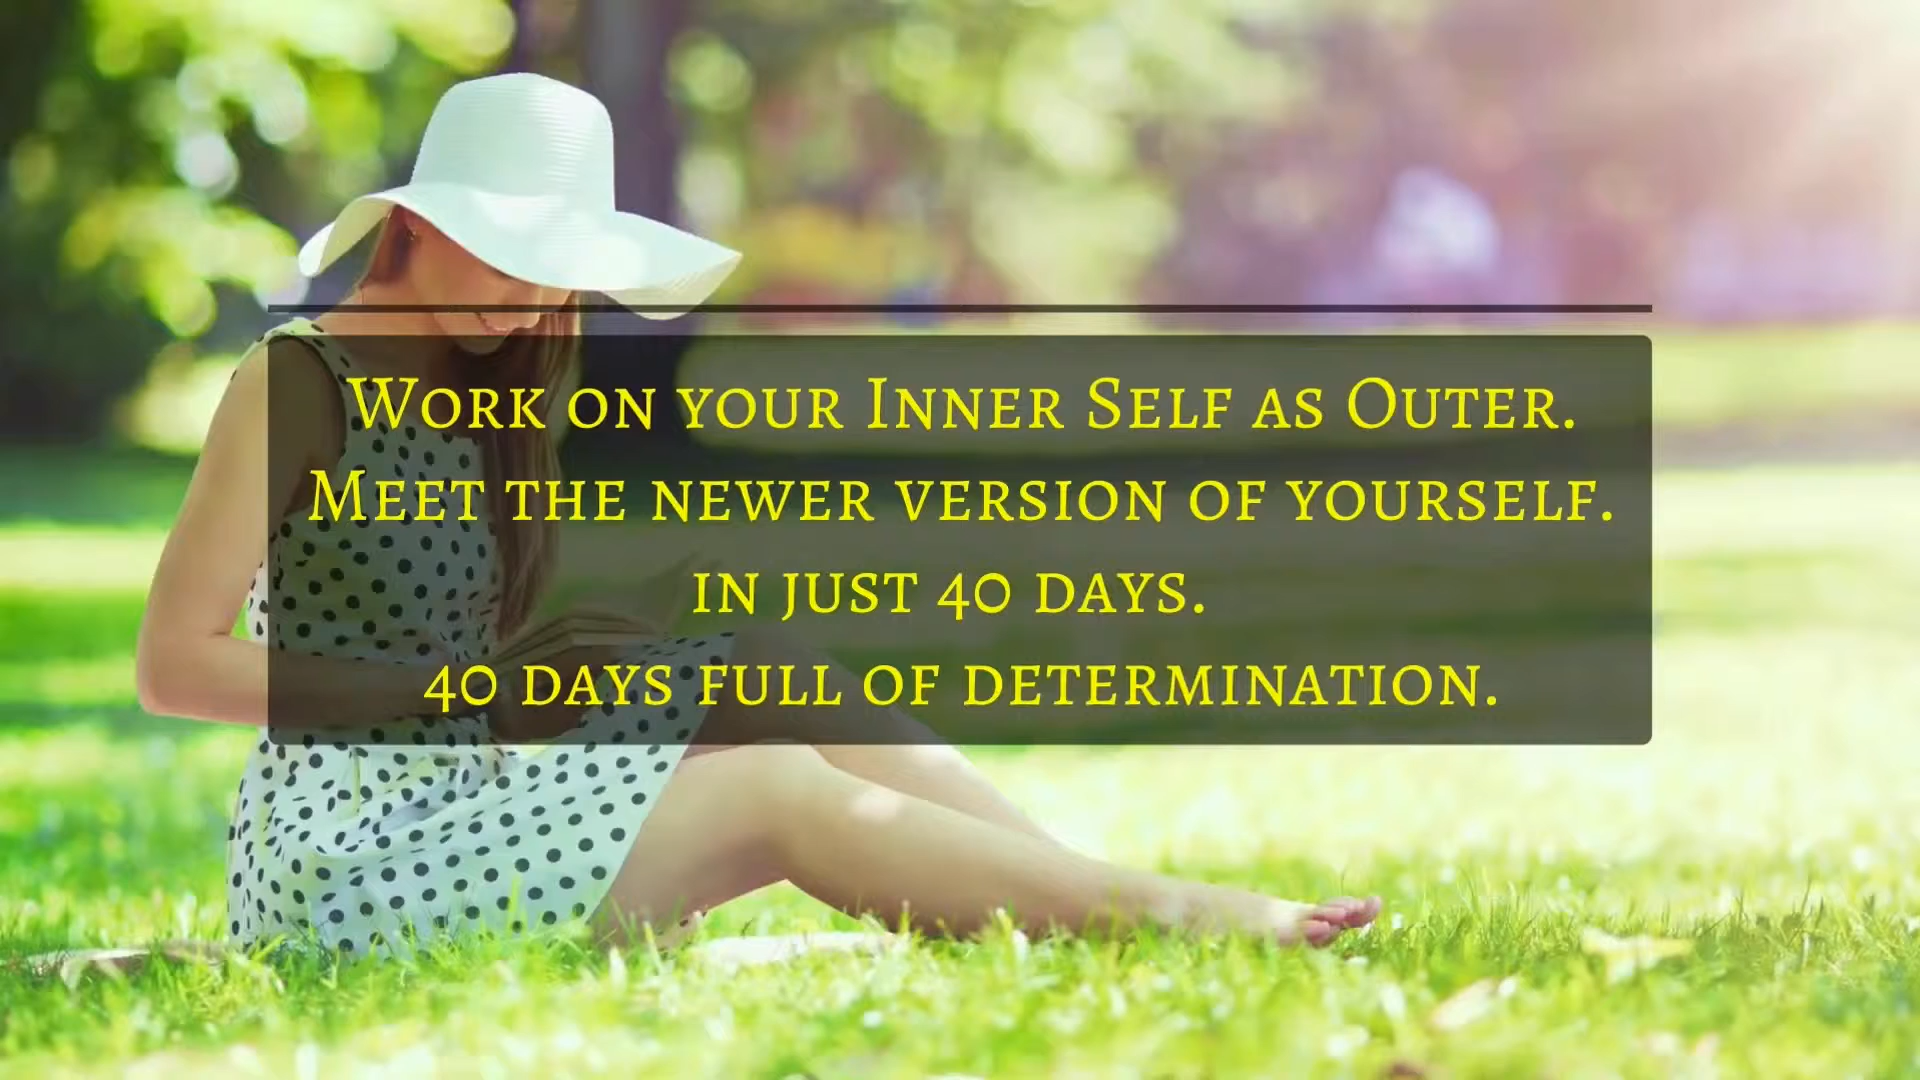 Work on your Inner Self as Outer.
Meet the newer version of yourself.
in just 40 days.
40 days full of determination.